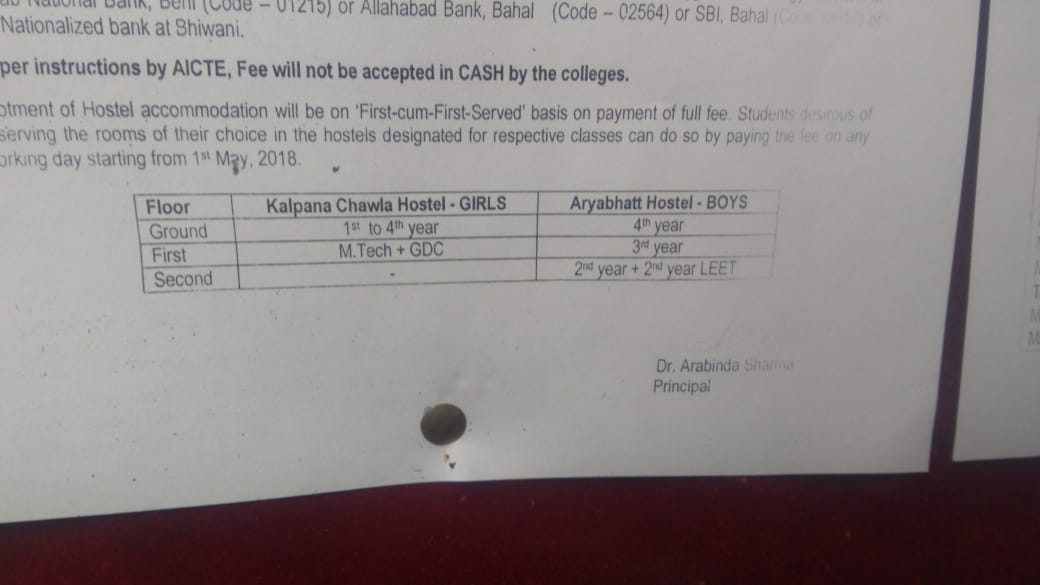 National Bank, Behl (Code – 01215) or Allahabad Bank, Bahal (Code – 02564) or SBI, Bahal (Code or
Nationalized bank at Shiwani.
per instructions by AICTE, Fee will not be accepted in CASH by the colleges.
otment of Hostel accommodation will be on 'First-cum-First-Served' basis on payment of full fee. Students desirous of
serving the rooms of their choice in the hostels designated for respective classes can do so by paying the fee on any
orking day starting from 1st May, 2018.
Floor Kalpana Chawla Hostel - GIRLS Aryabhatt Hostel - BOYS
Ground 1st to 4th year 4th year
First M.Tech + GDC 3rd year
Second - 2nd year + 2nd year LEET
Dr. Arabinda Sharma
Principal